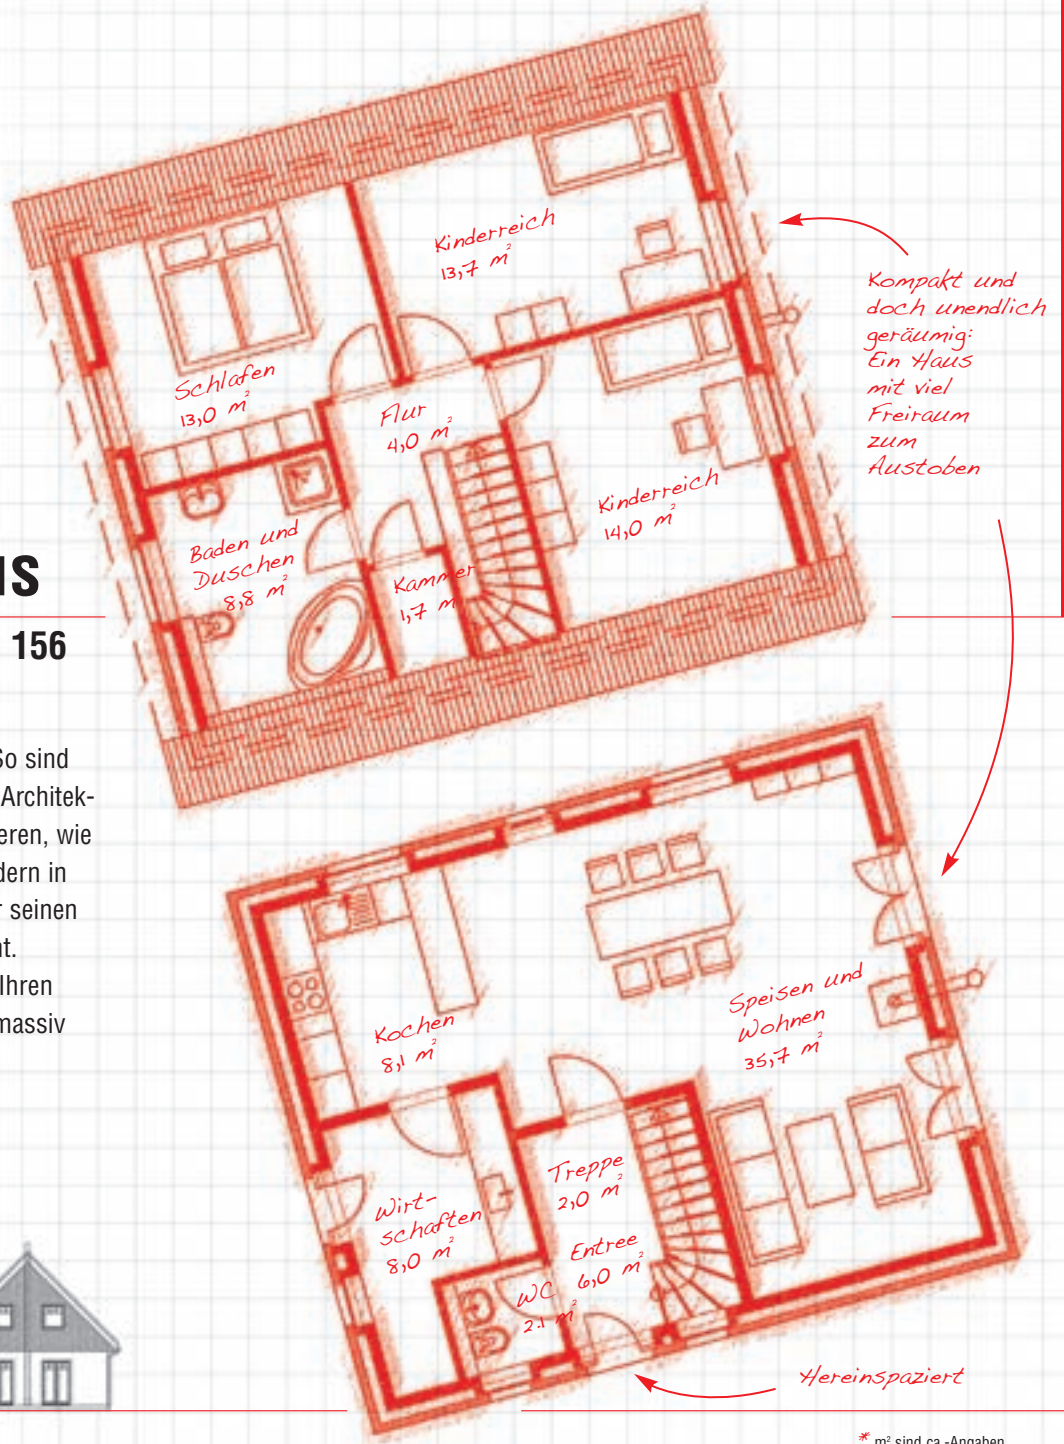 Kinderreich
13,7 m²
Kompakt und
doch unendlich
geräumig:
Ein Haus
mit viel
Freiraum
zum
Austoben
Schlafen
13,0 m²
Flur
4,0 m²
Kinderreich
14,0 m²
Baden und
Duschen
8,8 m²
Kammer
1,7 m
156
So sind
Architek-
eren, wie
dern in
seinen
Ihren
massiv
Speisen und
Wohnen
35,7 m²
Kochen
8,1 m²
Treppe
2,0 m²
Wirt-
schaften
8,0 m²
Entree
6,0 m²
WC
2.1 m²
Hereinspaziert
* m² sind ca.-Angaben